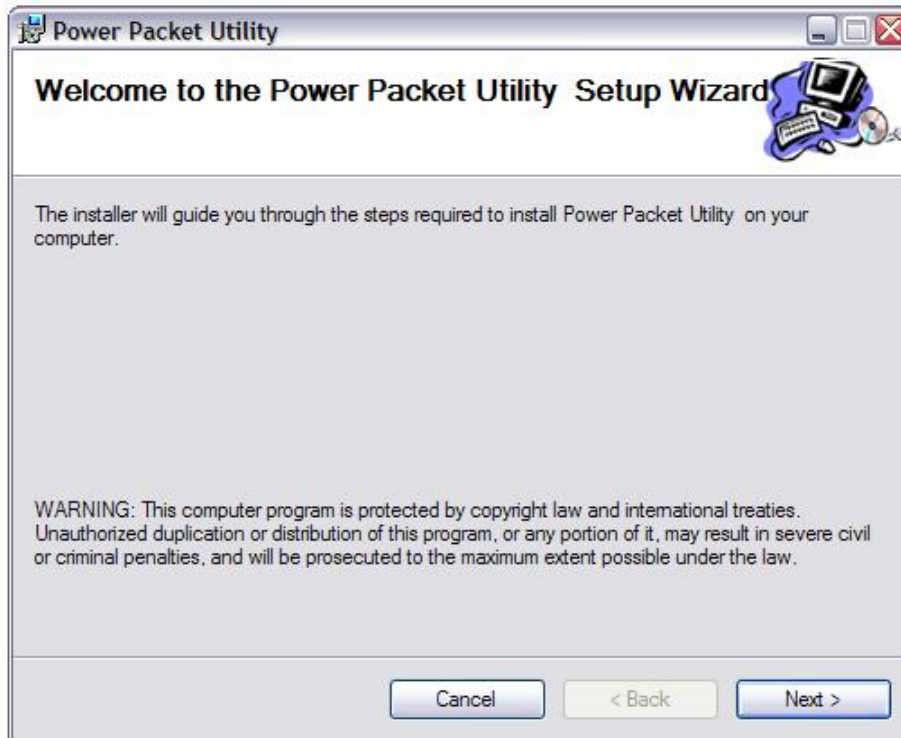 Power Packet Utility
Welcome to the Power Packet Utility  Setup Wizard
The installer will guide you through the steps required to install Power Packet Utility  on your
computer.
WARNING: This computer program is protected by copyright law and international treaties.
Unauthorized duplication or distribution of this program, or any portion of it, may result in severe civil
or criminal penalties, and will be prosecuted to the maximum extent possible under the law.
Cancel
< Back
Next >